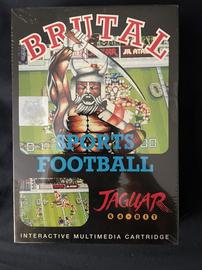 BRUTAL
SPORTS
FOOTBALL
JAGUAR
64-BIT
INTERACTIVE MULTIMEDIA CARTRIDGE